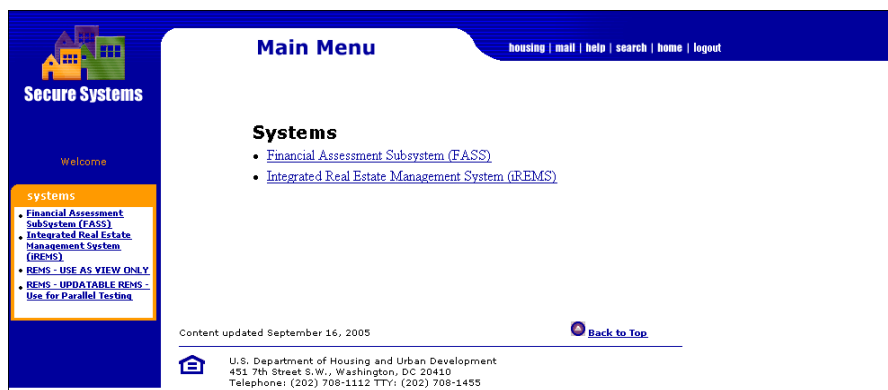 Main Menu
housing | mail | help | search | home | logout
Secure Systems
Welcome
systems
• Financial Assessment
SubSystem (FASS)
• Integrated Real Estate
Management System
(iREMS)
• REMS - USE AS VIEW ONLY
• REMS - UPDATABLE REMS -
Use for Parallel Testing
Systems
• Financial Assessment Subsystem (FASS)
• Integrated Real Estate Management System (iREMS)
Content updated September 16, 2005
Back to Top
U.S. Department of Housing and Urban Development
451 7th Street S.W., Washington, DC 20410
Telephone: (202) 708-1112 TTY: (202) 708-1455